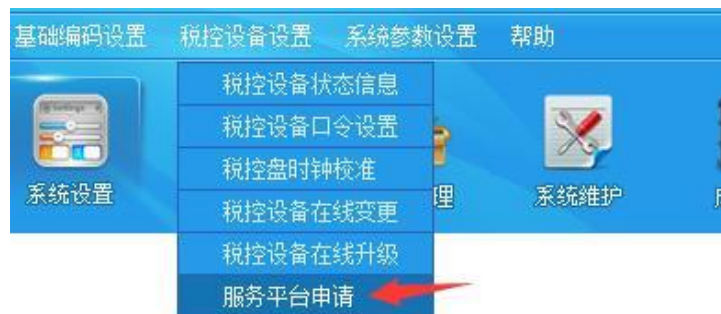 基础编码设置 税控设备设置 系统参数设置 帮助
税控设备状态信息
税控设备口令设置
税控盘时钟校准
系统设置 理 系统维护
税控设备在线变更
税控设备在线升级
服务平台申请